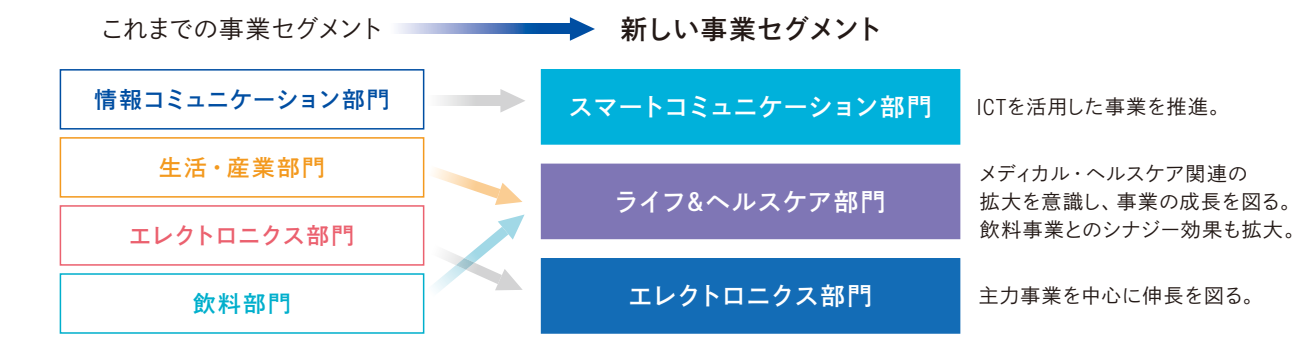 これまでの事業セグメント
新しい事業セグメント
情報コミュニケーション部門
スマートコミュニケーション部門
ICTを活用した事業を推進。
生活・産業部門
エレクトロニクス部門
飲料部門
ライフ&ヘルスケア部門
メディカル・ヘルスケア関連の
拡大を意識し、事業の成長を図る。
飲料事業とのシナジー効果も拡大。
エレクトロニクス部門
主力事業を中心に伸長を図る。